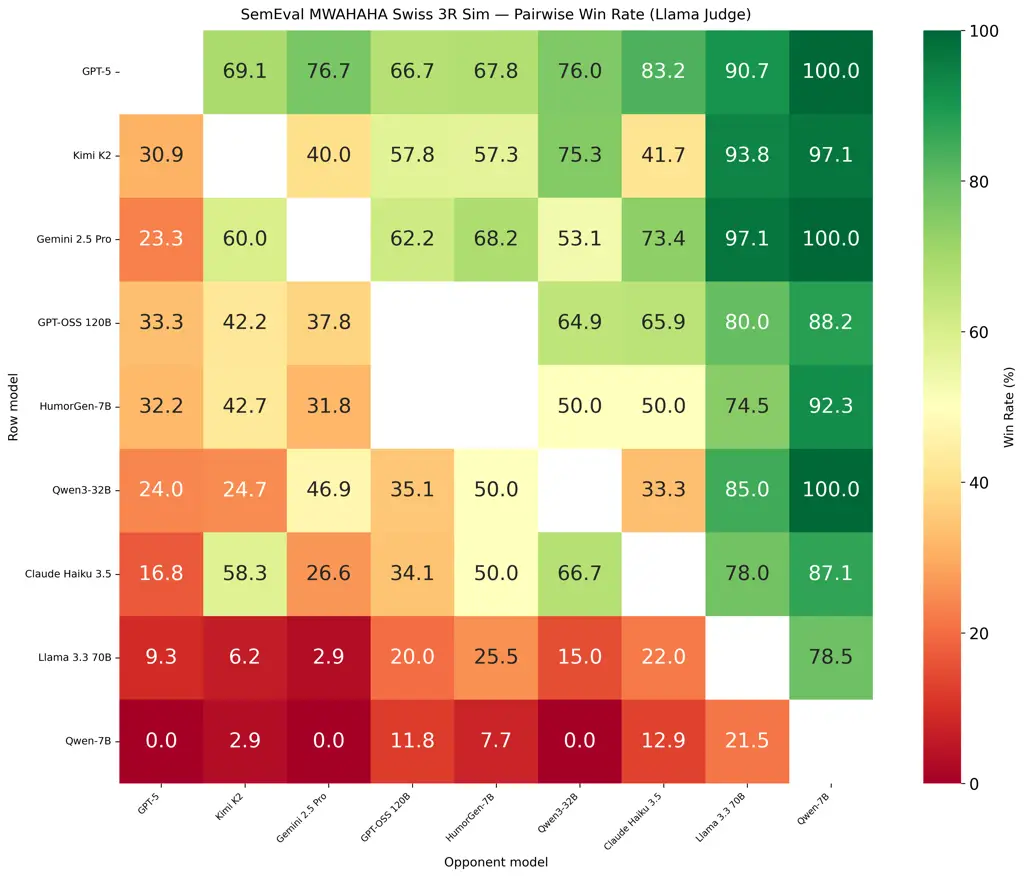 SemEval MWAHAHA Swiss 3R Sim — Pairwise Win Rate (Llama Judge)
GPT-5 69.1 76.7 66.7 67.8 76.0 83.2 90.7 100.0
Kimi K2 30.9 40.0 57.8 57.3 75.3 41.7 93.8 97.1
Gemini 2.5 Pro 23.3 60.0 62.2 68.2 53.1 73.4 97.1 100.0
GPT-OSS 120B 33.3 42.2 37.8 64.9 65.9 80.0 88.2
HumorGen-7B 32.2 42.7 31.8 50.0 50.0 74.5 92.3
Qwen3-32B 24.0 24.7 46.9 35.1 50.0 33.3 85.0 100.0
Claude Haiku 3.5 16.8 58.3 26.6 34.1 50.0 66.7 78.0 87.1
Llama 3.3 70B 9.3 6.2 2.9 20.0 25.5 15.0 22.0 78.5
Qwen-7B 0.0 2.9 0.0 11.8 7.7 0.0 12.9 21.5
GPT-5 Kimi K2 Gemini 2.5 Pro GPT-OSS 120B HumorGen-7B Qwen3-32B Claude Haiku 3.5 Llama 3.3 70B Qwen-7B
Opponent model
Row model
100
80
60
40
20
0
Win Rate (%)